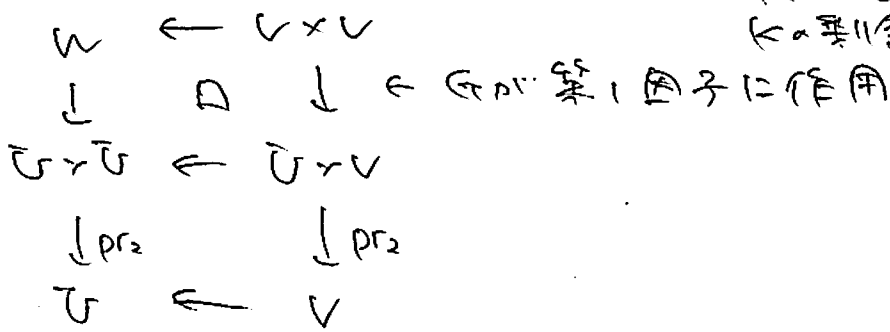 W ← V × V
↓ □ ↓ ← Gが第1因子に作用
Ū × Ū ← Ū × V
↓ pr₂ ↓ pr₂
Ū ← V